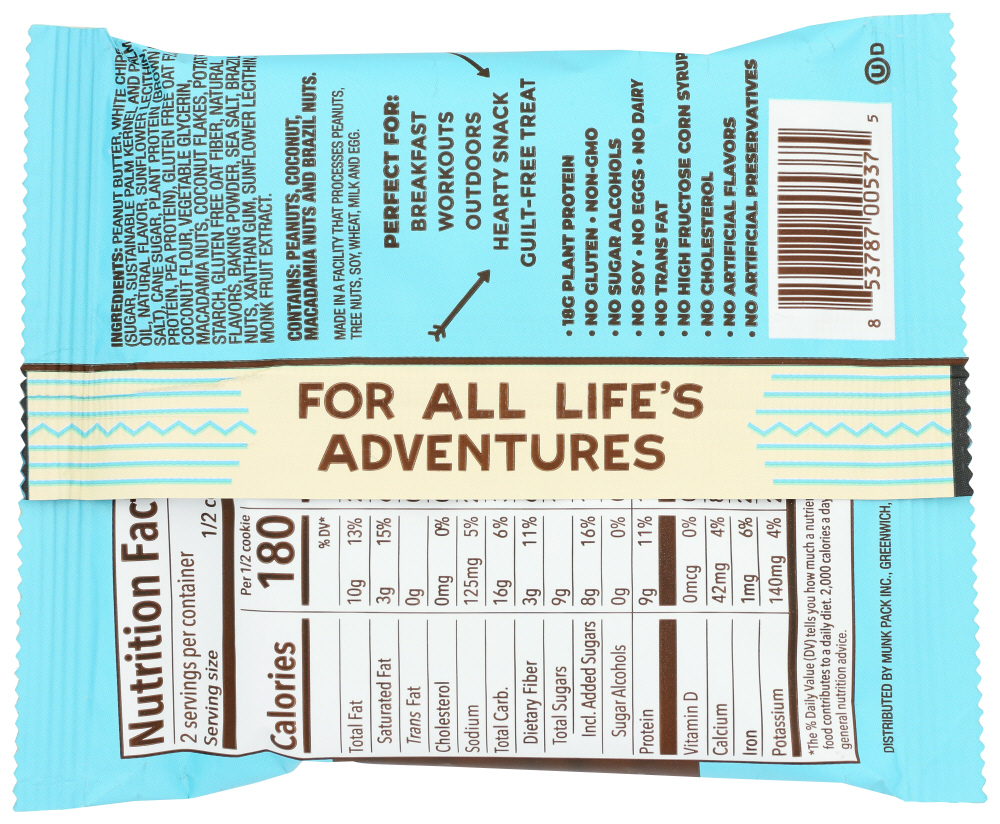 INGREDIENTS: PEANUT BUTTER, WHITE CHIPS
(SUGAR, SUSTAINABLE PALM KERNEL AND PALM
OIL, NATURAL FLAVOR, SUNFLOWER LECITHIN,
SALT), CANE SUGAR, PLANT PROTEIN (BROWN
PROTEIN, PEA PROTEIN), GLUTEN FREE OAT
COCONUT FLOUR, VEGETABLE GLYCERIN,
MACADAMIA NUTS, COCONUT FLAKES,
STARCH, GLUTEN FREE OAT FIBER, NATURAL
FLAVORS, BAKING POWDER, SEA SALT,
NUTS, XANTHAN GUM, SUNFLOWER LECITHIN
MONK FRUIT EXTRACT.
CONTAINS: PEANUTS, COCONUT,
MACADAMIA NUTS AND BRAZIL NUTS.
MADE IN A FACILITY THAT PROCESSES PEANUTS,
TREE NUTS, SOY, WHEAT, MILK AND EGG.
PERFECT FOR:
BREAKFAST
WORKOUTS
OUTDOORS
HEARTY SNACK
GUILT-FREE TREAT
• 18G PLANT PROTEIN
• NO GLUTEN • NON-GMO
• NO SUGAR ALCOHOLS
• NO SOY • NO EGGS • NO DAIRY
• NO TRANS FAT
• NO HIGH FRUCTOSE CORN SYRUP
• NO CHOLESTEROL
• NO ARTIFICIAL FLAVORS
• NO ARTIFICIAL PRESERVATIVES
8 53787 00537 5
U D
FOR ALL LIFE'S
ADVENTURES
Nutrition Fac
2 servings per container
Serving size 1/2 c
Per 1/2 cookie
Calories 180
% DV*
Total Fat 10g 13%
Saturated Fat 3g 15%
Trans Fat 0g
Cholesterol 0mg 0%
Sodium 125mg 5%
Total Carb. 16g 6%
Dietary Fiber 3g 11%
Total Sugars 9g
Incl. Added Sugars 8g 16%
Sugar Alcohols 0g 0%
Protein 9g 11%
Vitamin D 0mcg 0%
Calcium 42mg 4%
Iron 1mg 6%
Potassium 140mg 4%
*The % Daily Value (DV) tells you how much a nutrien
food contributes to a daily diet. 2,000 calories a day
general nutrition advice.
DISTRIBUTED BY MUNK PACK INC., GREENWICH,